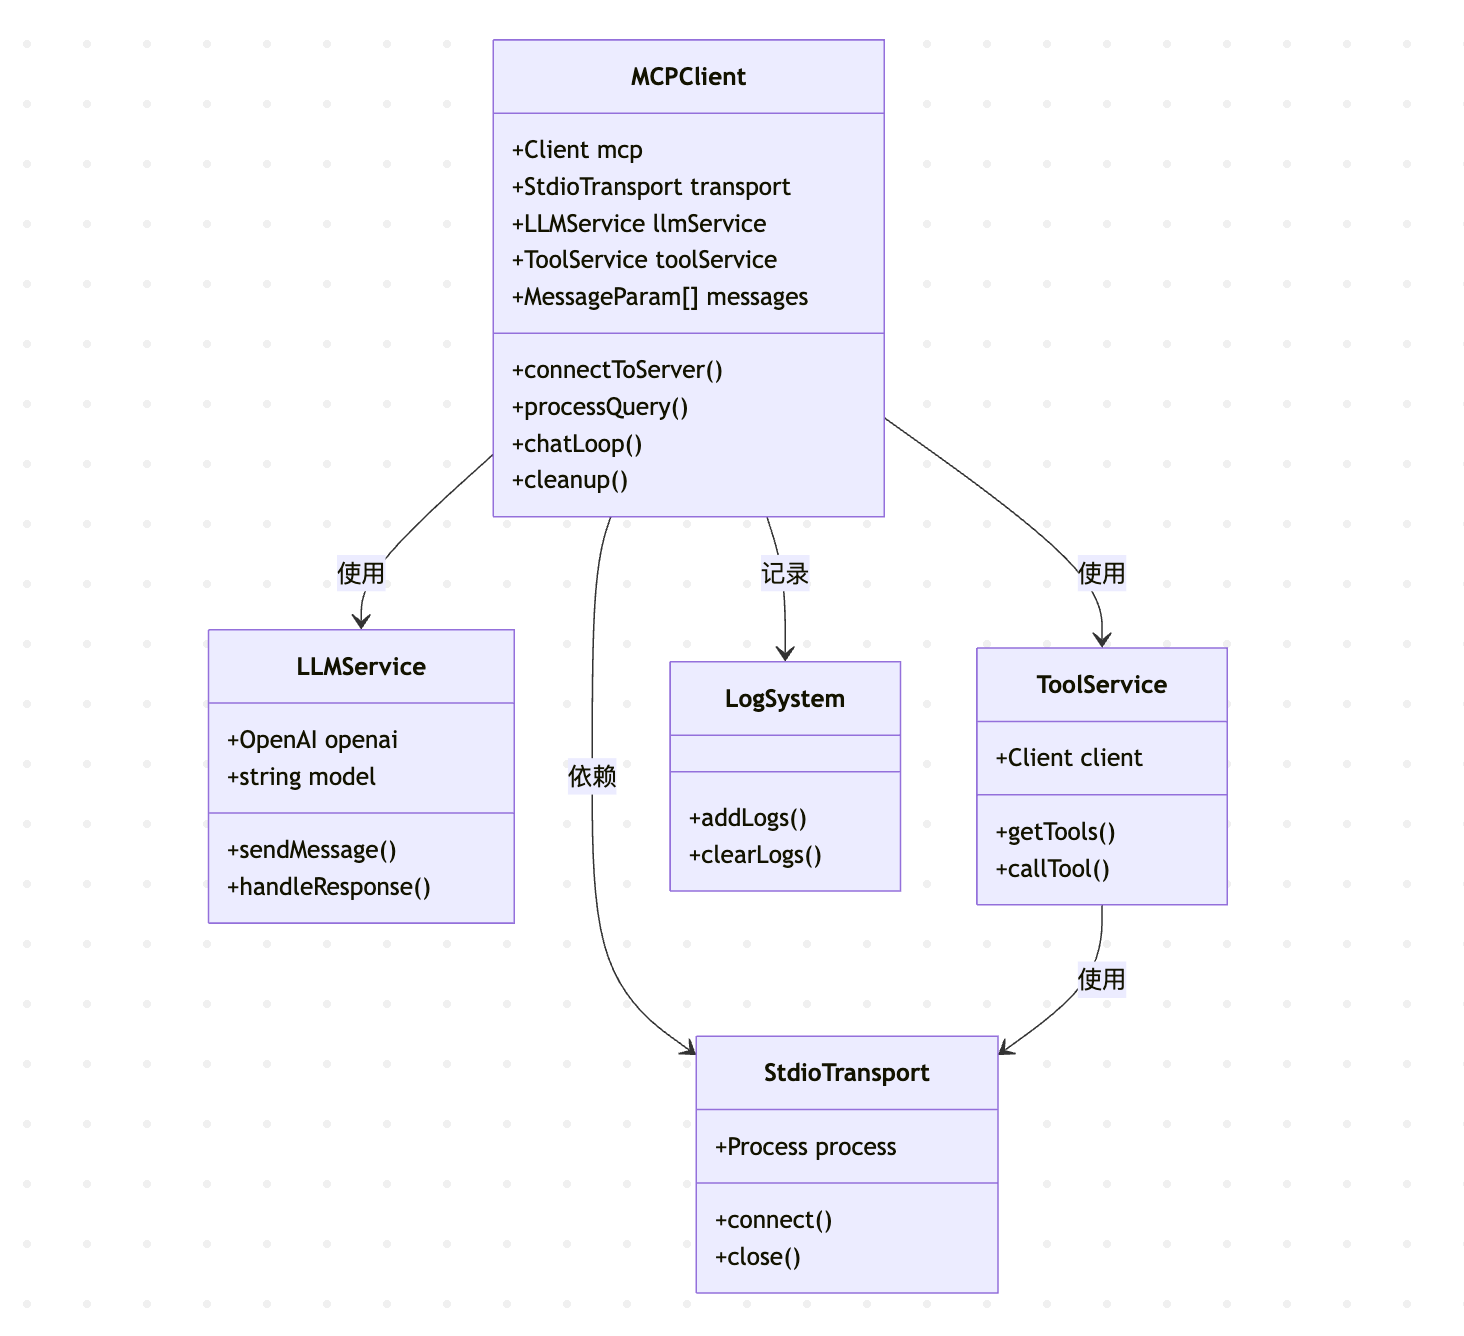 MCPClient
+Client mcp
+StdioTransport transport
+LLMService llmService
+ToolService toolService
+MessageParam[] messages
+connectToServer()
+processQuery()
+chatLoop()
+cleanup()
使用
记录
使用
LLMService
+OpenAI openai
+string model
+sendMessage()
+handleResponse()
依赖
LogSystem
+addLogs()
+clearLogs()
ToolService
+Client client
+getTools()
+callTool()
使用
StdioTransport
+Process process
+connect()
+close()